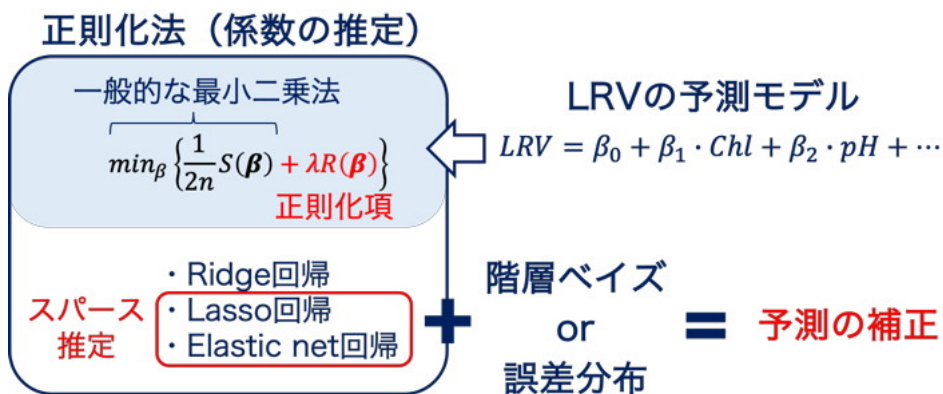 正則化法（係数の推定）
一般的な最小二乗法
min_β {1/2n S(β) + λR(β)}
正則化項
LRVの予測モデル
LRV = β₀ + β₁ · Chl + β₂ · pH + ⋯
・Ridge回帰
・Lasso回帰
・Elastic net回帰
スパース
推定
+
階層ベイズ
or
誤差分布
=
予測の補正